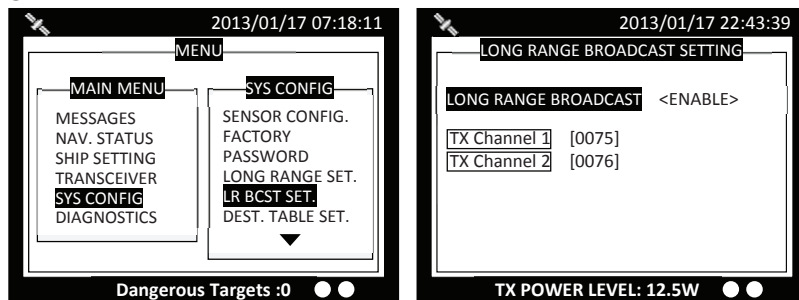 2013/01/17 07:18:11
MENU
MAIN MENU
MESSAGES
NAV. STATUS
SHIP SETTING
TRANSCEIVER
SYS CONFIG
DIAGNOSTICS
SYS CONFIG
SENSOR CONFIG.
FACTORY
PASSWORD
LONG RANGE SET.
LR BCST SET.
DEST. TABLE SET.
Dangerous Targets :0
2013/01/17 22:43:39
LONG RANGE BROADCAST SETTING
LONG RANGE BROADCAST <ENABLE>
TX Channel 1 [0075]
TX Channel 2 [0076]
TX POWER LEVEL: 12.5W